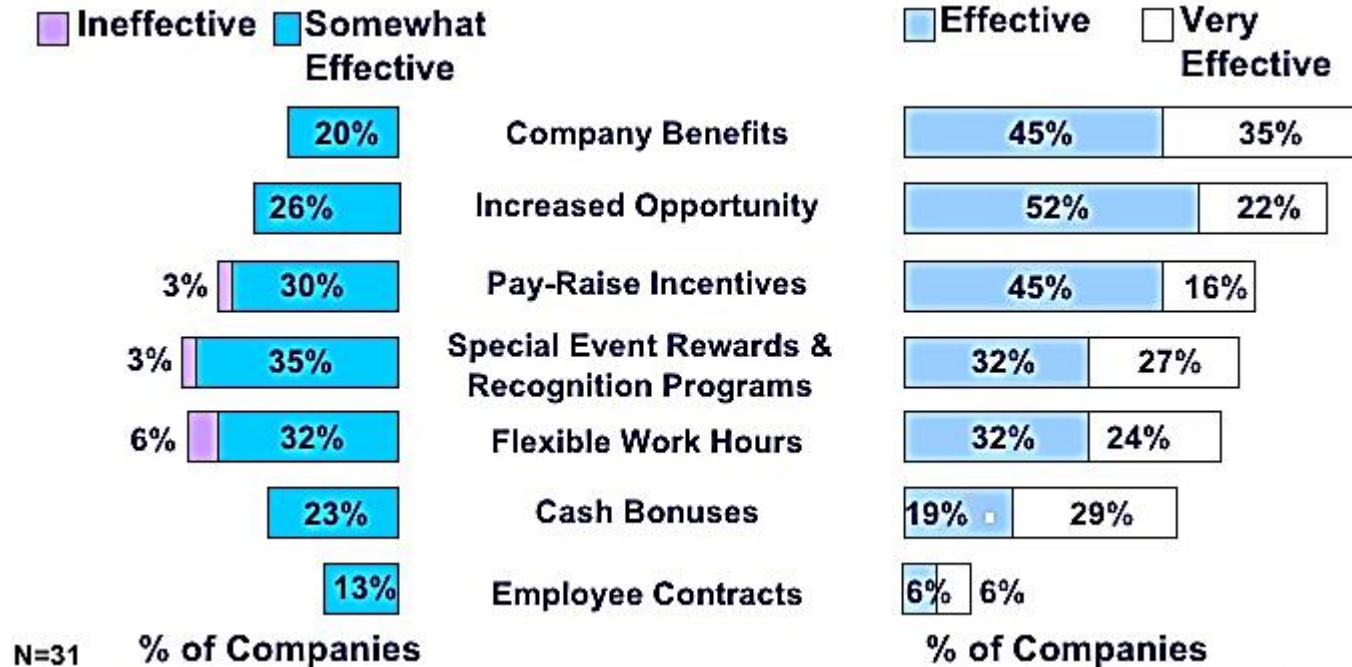 Ineffective Somewhat Effective Effective Very Effective
20% Company Benefits 45% 35%
26% Increased Opportunity 52% 22%
3% 30% Pay-Raise Incentives 45% 16%
3% 35% Special Event Rewards &
Recognition Programs 32% 27%
6% 32% Flexible Work Hours 32% 24%
23% Cash Bonuses 19% 29%
13% Employee Contracts 6% 6%
N=31 % of Companies % of Companies